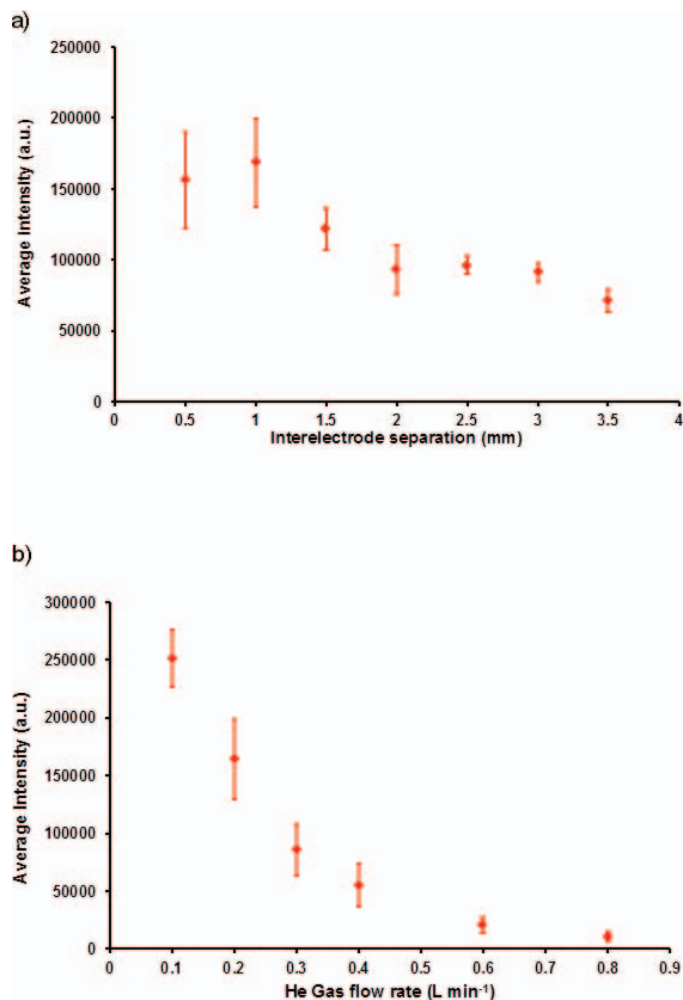 a)
250000
200000
150000
100000
50000
0
Average Intensity (a.u.)
0 0.5 1 1.5 2 2.5 3 3.5 4
Interelectrode separation (mm)
b)
300000
250000
200000
150000
100000
50000
0
Average Intensity (a.u.)
0 0.1 0.2 0.3 0.4 0.5 0.6 0.7 0.8 0.9
He Gas flow rate (L min⁻¹)